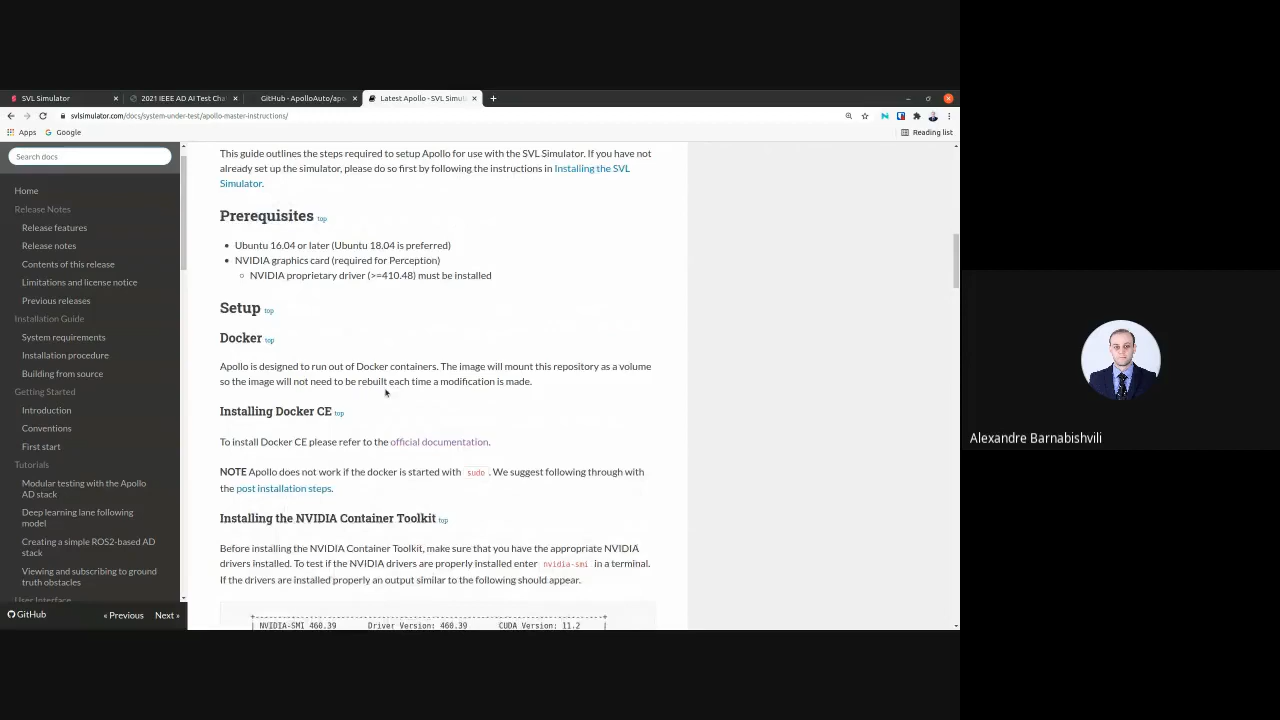 SVL Simulator
2021 IEEE AD AI Test Cha
GitHub - ApolloAuto/apo
Latest Apollo - SVL Simula
svlsimulator.com/docs/system-under-test/apollo-master-instructions/
Apps
Google
Reading list
Search docs
Home
Release Notes
Release features
Release notes
Contents of this release
Limitations and license notice
Previous releases
Installation Guide
System requirements
Installation procedure
Building from source
Getting Started
Introduction
Conventions
First start
Tutorials
Modular testing with the Apollo
AD stack
Deep learning lane following
model
Creating a simple ROS2-based AD
stack
Viewing and subscribing to ground
truth obstacles
User Interface
GitHub
« Previous
Next »
This guide outlines the steps required to setup Apollo for use with the SVL Simulator. If you have not
already set up the simulator, please do so first by following the instructions in Installing the SVL
Simulator.
Prerequisites top
Ubuntu 16.04 or later (Ubuntu 18.04 is preferred)
NVIDIA graphics card (required for Perception)
NVIDIA proprietary driver (>=410.48) must be installed
Setup top
Docker top
Apollo is designed to run out of Docker containers. The image will mount this repository as a volume
so the image will not need to be rebuilt each time a modification is made.
Installing Docker CE top
To install Docker CE please refer to the official documentation.
NOTE Apollo does not work if the docker is started with sudo . We suggest following through with
the post installation steps.
Installing the NVIDIA Container Toolkit top
Before installing the NVIDIA Container Toolkit, make sure that you have the appropriate NVIDIA
drivers installed. To test if the NVIDIA drivers are properly installed enter nvidia-smi in a terminal.
If the drivers are installed properly an output similar to the following should appear.
+-----------------------------------------------------------------------------+
| NVIDIA-SMI 460.39 Driver Version: 460.39 CUDA Version: 11.2 |
Alexandre Barnabishvili